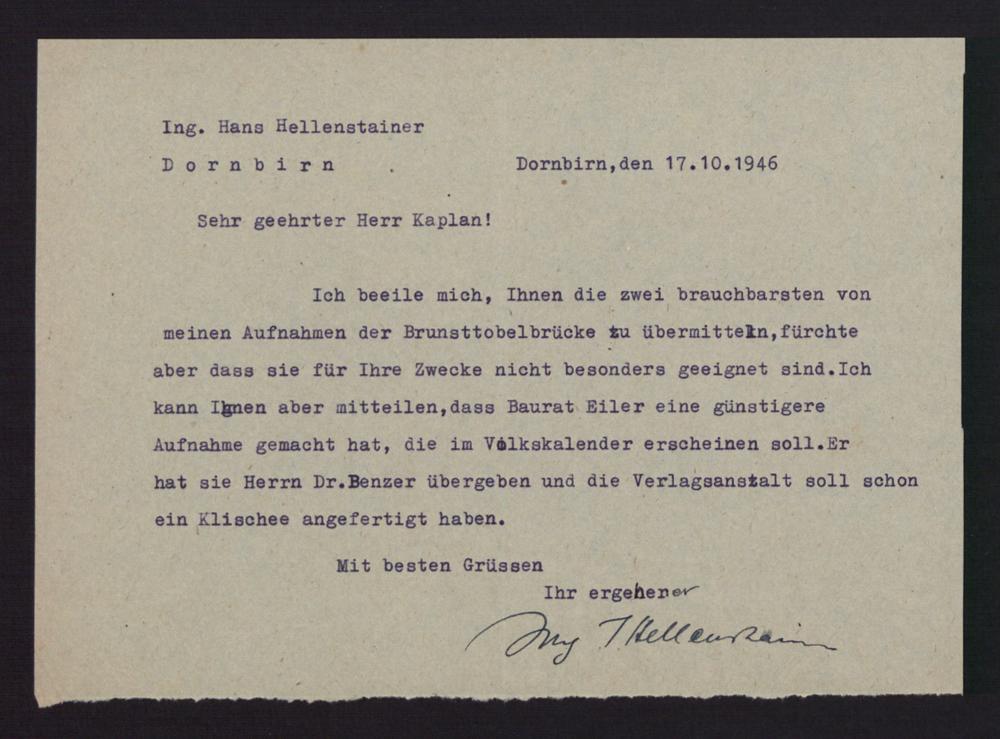 Ing. Hans Hellenstainer
Dornbirn Dornbirn,den 17.10.1946
Sehr geehrter Herr Kaplan!
Ich beeile mich, Ihnen die zwei brauchbarsten von
meinen Aufnahmen der Brunsttobelbrücke zu übermitteln,fürchte
aber dass sie für Ihre Zwecke nicht besonders geeignet sind.Ich
kann Ihnen aber mitteilen,dass Baurat Eiler eine günstigere
Aufnahme gemacht hat, die im Volkskalender erscheinen soll.Er
hat sie Herrn Dr.Benzer übergeben und die Verlagsanstalt soll schon
ein Klischee angefertigt haben.
Mit besten Grüssen
Ihr ergebener
Ing Hellenstainer